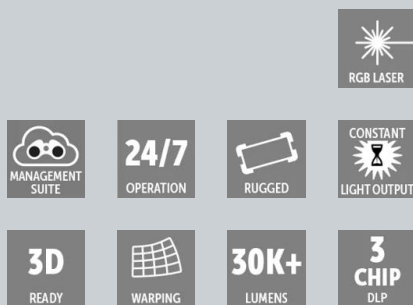 RGB LASER
MANAGEMENT
SUITE
24/7
OPERATION
RUGGED
CONSTANT
LIGHT OUTPUT
3D
READY
WARPING
30K+
LUMENS
3
CHIP
DLP